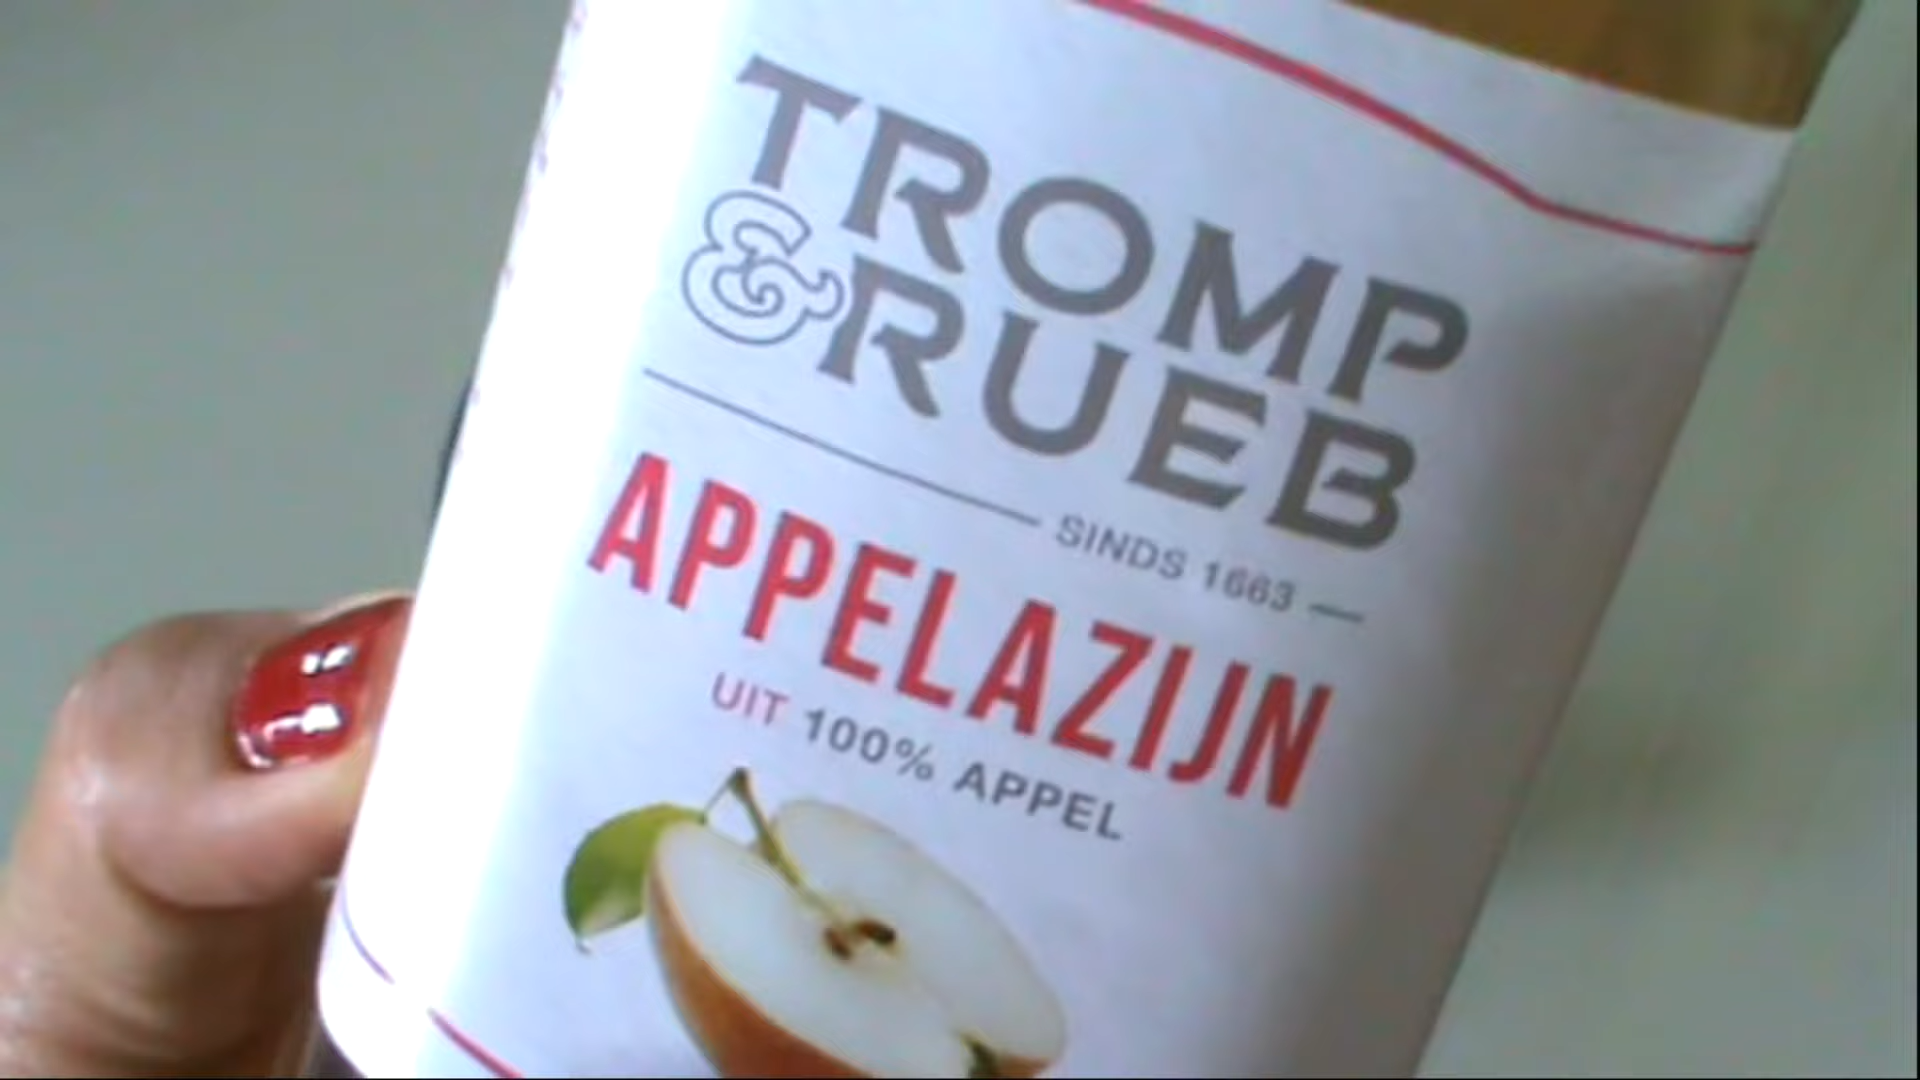 TROMP
&RUEB
SINDS 1663
APPELAZIJN
UIT 100% APPEL